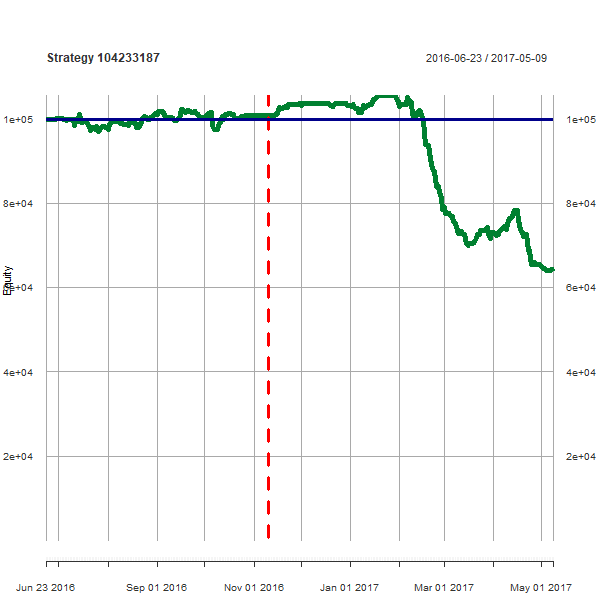 Strategy 104233187 2016-06-23 / 2017-05-09
1e+05 1e+05
8e+04 8e+04
Equity
6e+04 6e+04
4e+04 4e+04
2e+04 2e+04
Jun 23 2016 Sep 01 2016 Nov 01 2016 Jan 01 2017 Mar 01 2017 May 01 2017